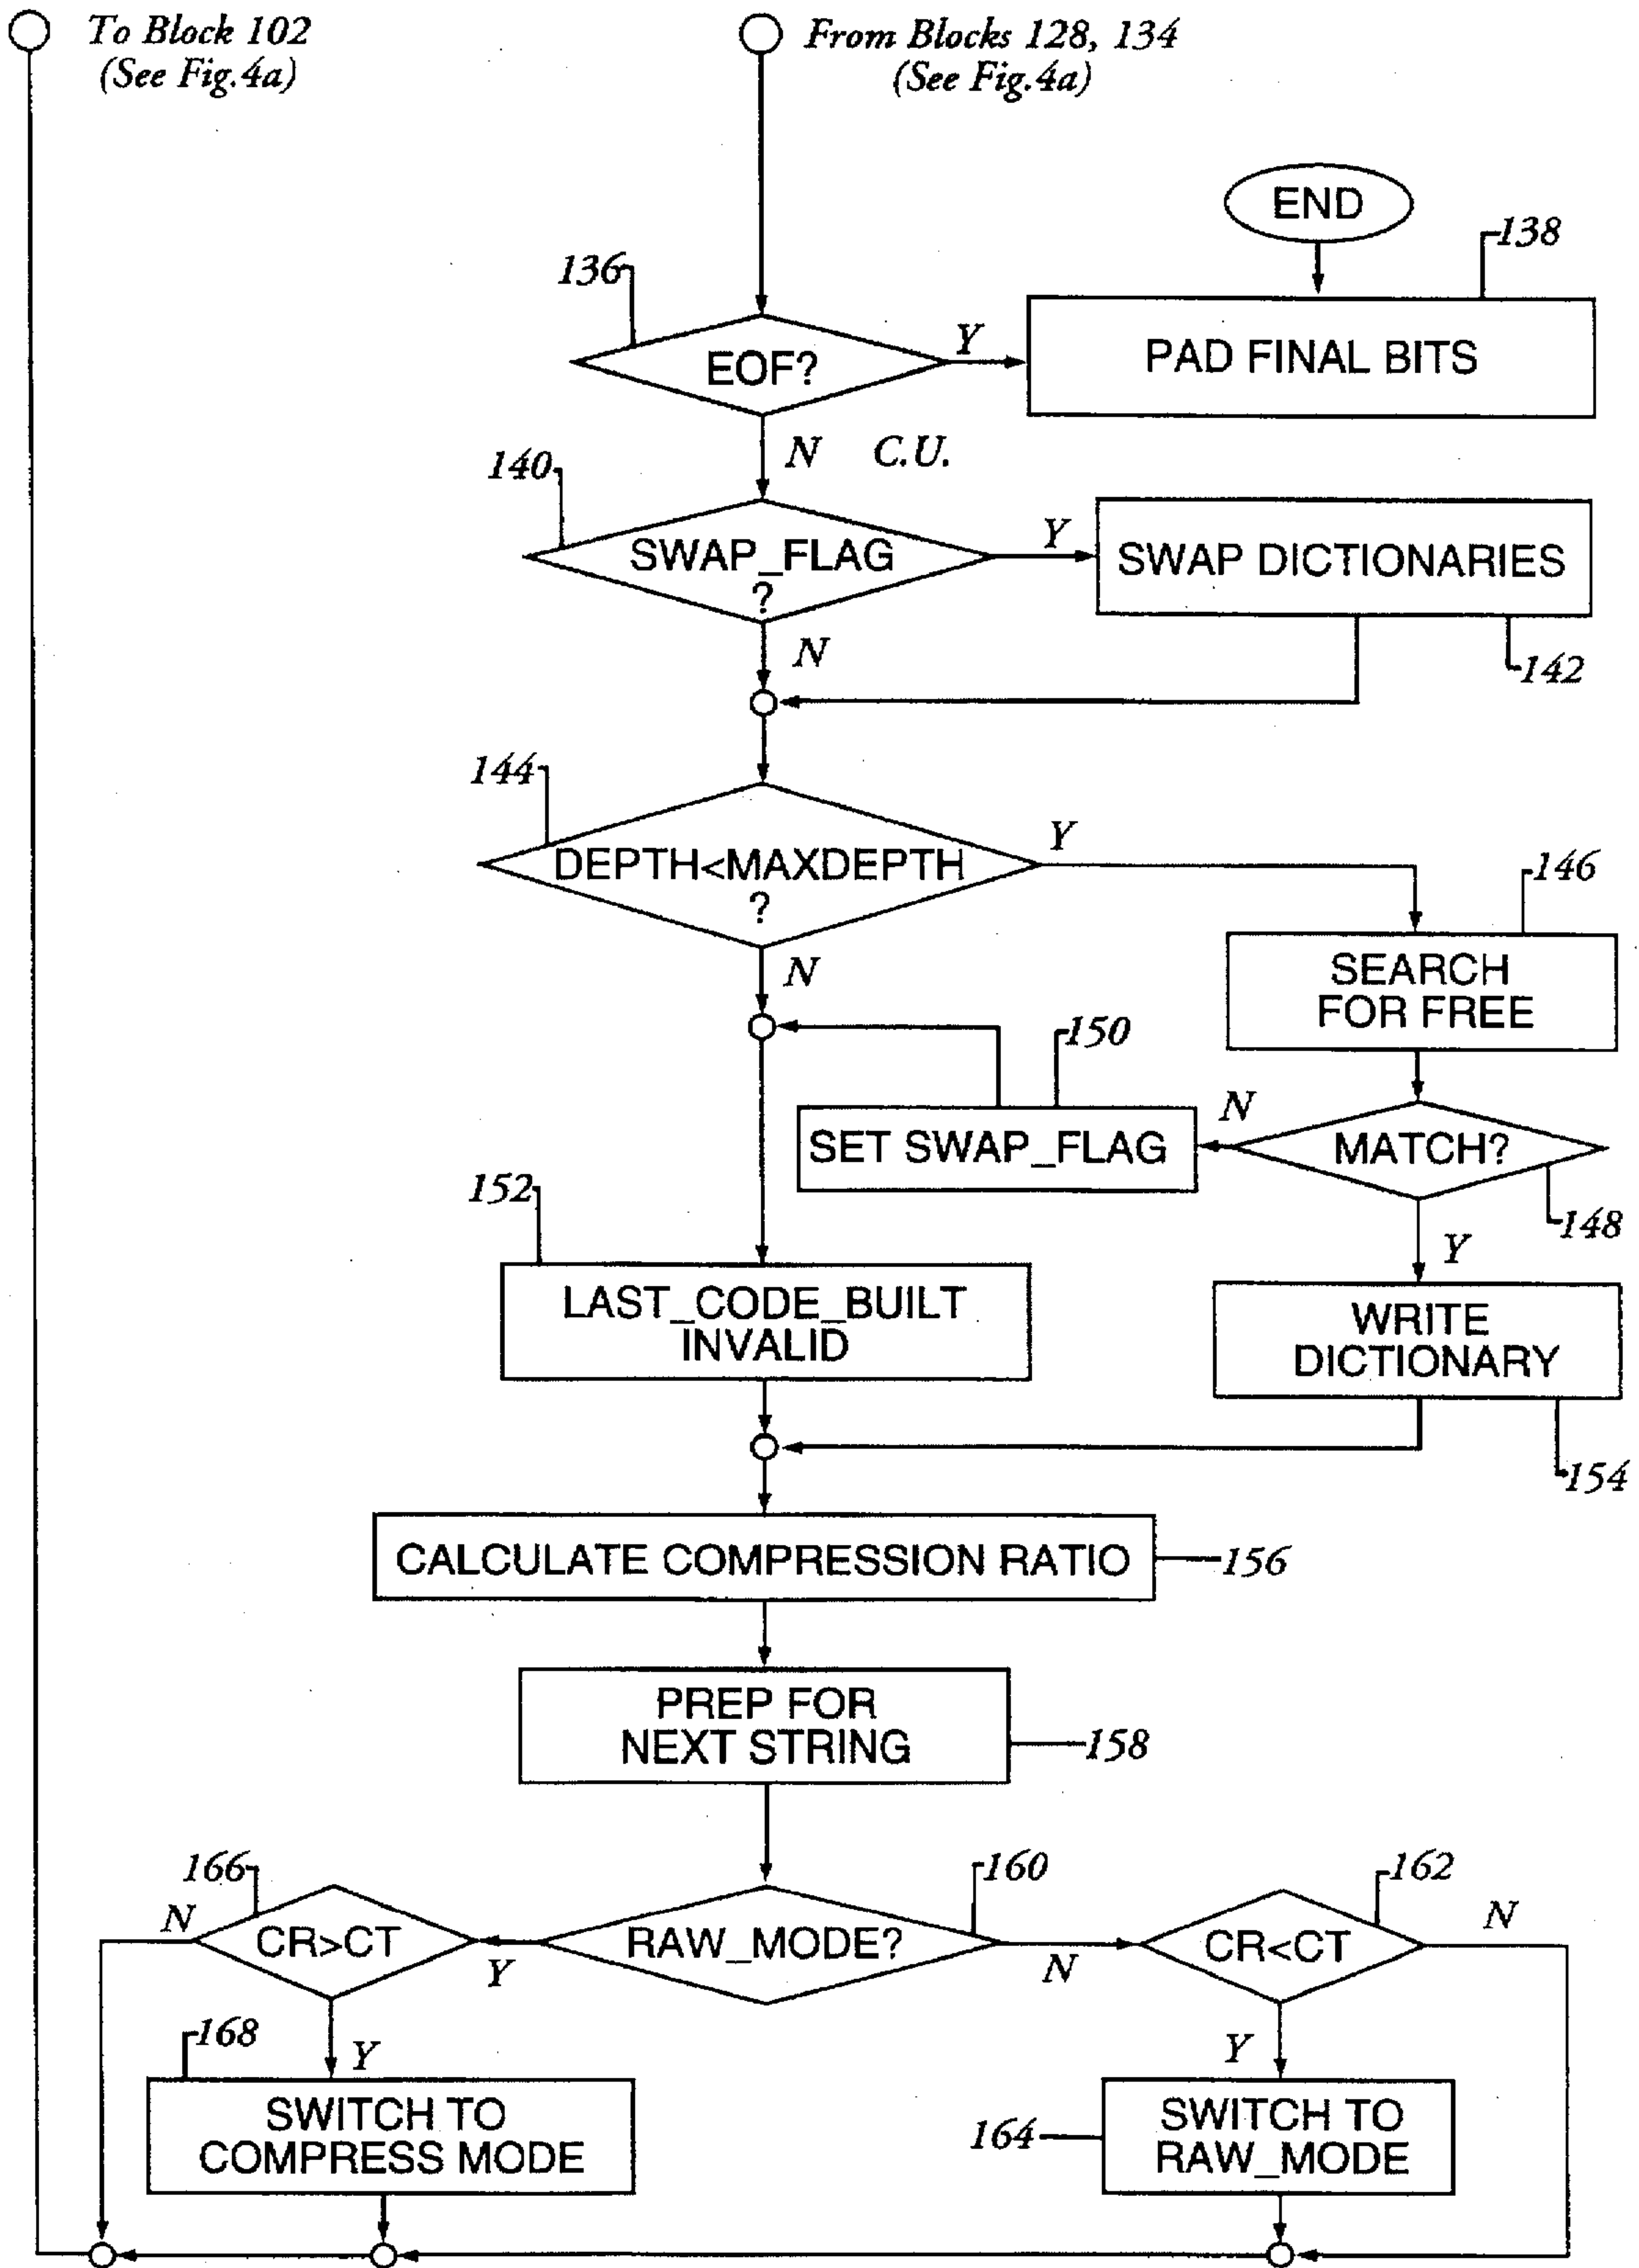 To Block 102
(See Fig.4a)
From Blocks 128, 134
(See Fig.4a)
END
138
136
EOF?
Y
PAD FINAL BITS
N C.U.
140
SWAP_FLAG
?
Y
SWAP DICTIONARIES
N
142
144
DEPTH<MAXDEPTH
?
Y
146
N
SEARCH
FOR FREE
150
N
SET SWAP_FLAG
MATCH?
148
152
Y
LAST_CODE_BUILT
INVALID
WRITE
DICTIONARY
154
CALCULATE COMPRESSION RATIO
156
PREP FOR
NEXT STRING
158
166
160
162
N
CR>CT
Y
RAW_MODE?
N
CR<CT
N
168
Y
Y
SWITCH TO
COMPRESS MODE
164
SWITCH TO
RAW_MODE